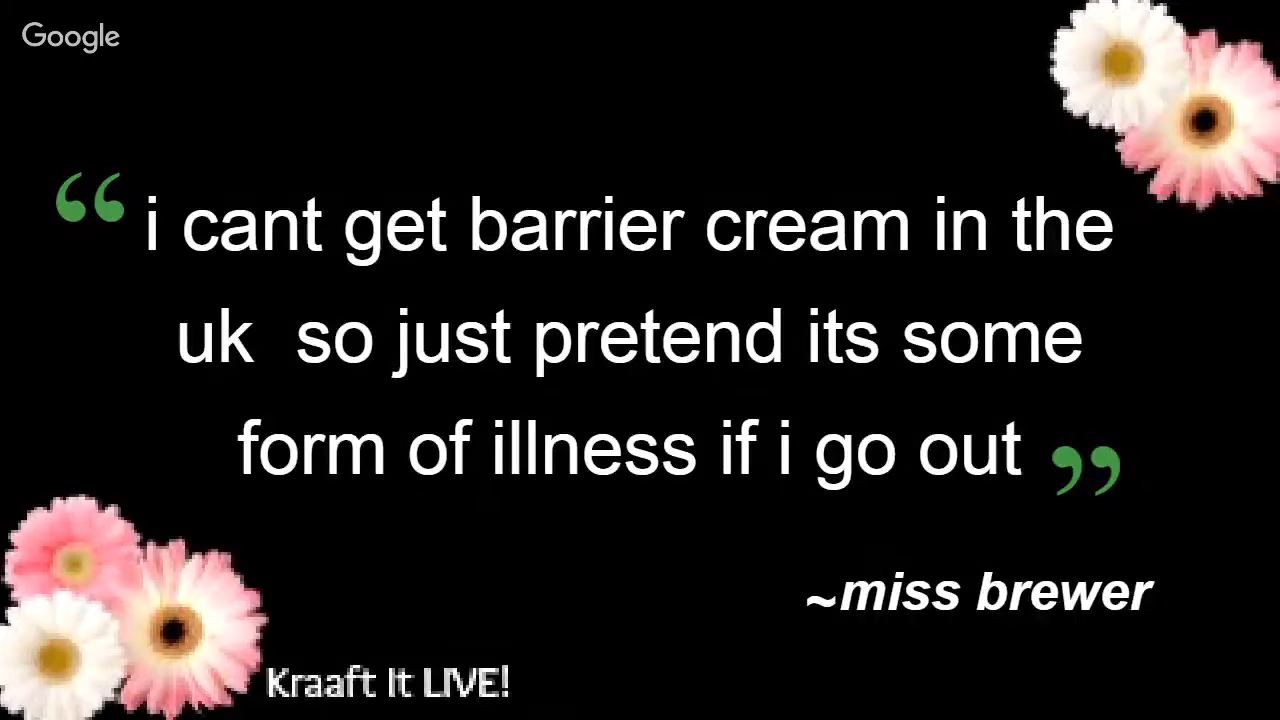 Google
“ i cant get barrier cream in the
uk  so just pretend its some
form of illness if i go out ”
~miss brewer
Kraaft It LIVE!